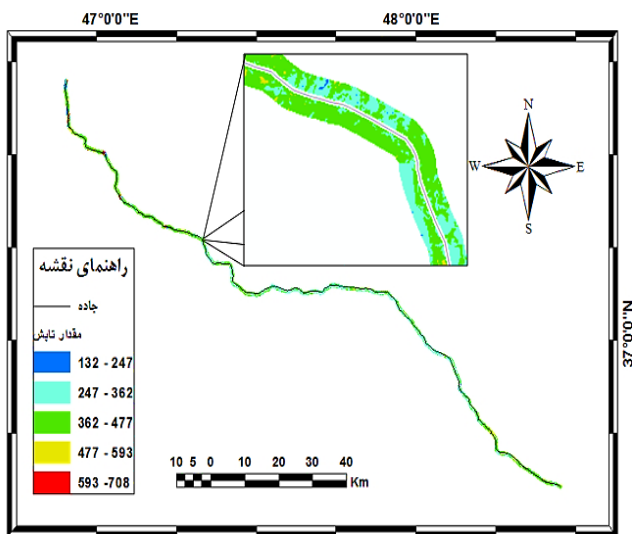 47°0'0"E 48°0'0"E
N
W E
S
37°0'0"N
راهنمای نقشه
جاده
مقدار تابش
132 - 247
247 - 362
362 - 477
477 - 593
593 -708
10 5 0 10 20 30 40
Km